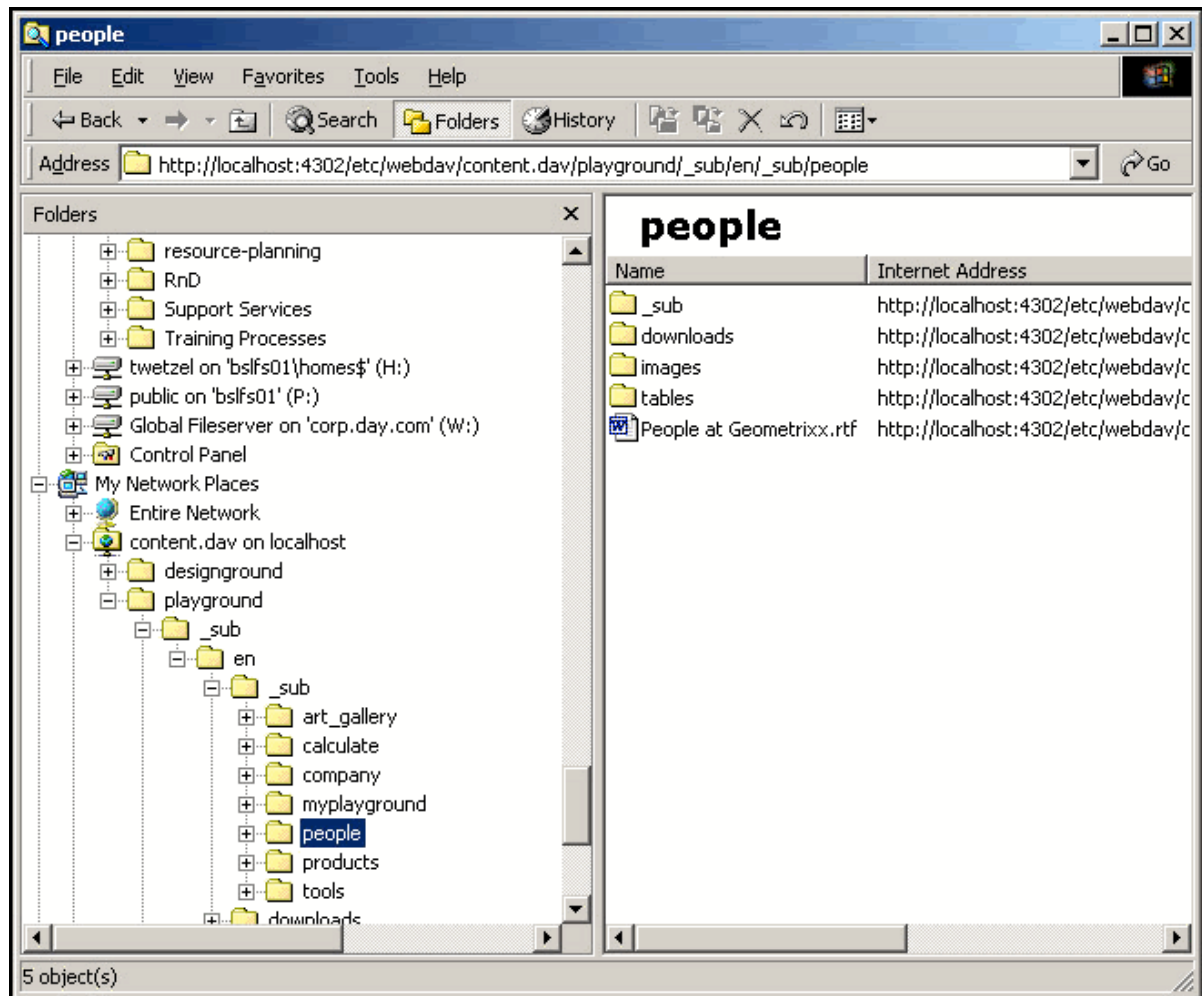 people
File Edit View Favorites Tools Help
Back Search Folders History
Address http://localhost:4302/etc/webdav/content.dav/playground/_sub/en/_sub/people Go
Folders
resource-planning
RnD
Support Services
Training Processes
twetzel on 'bslfs01\homes$' (H:)
public on 'bslfs01' (P:)
Global Fileserver on 'corp.day.com' (W:)
Control Panel
My Network Places
Entire Network
content.dav on localhost
designground
playground
_sub
en
_sub
art_gallery
calculate
company
myplayground
people
products
tools
downloads
people
Name Internet Address
_sub http://localhost:4302/etc/webdav/c
downloads http://localhost:4302/etc/webdav/c
images http://localhost:4302/etc/webdav/c
tables http://localhost:4302/etc/webdav/c
People at Geometrixx.rtf http://localhost:4302/etc/webdav/c
5 object(s)